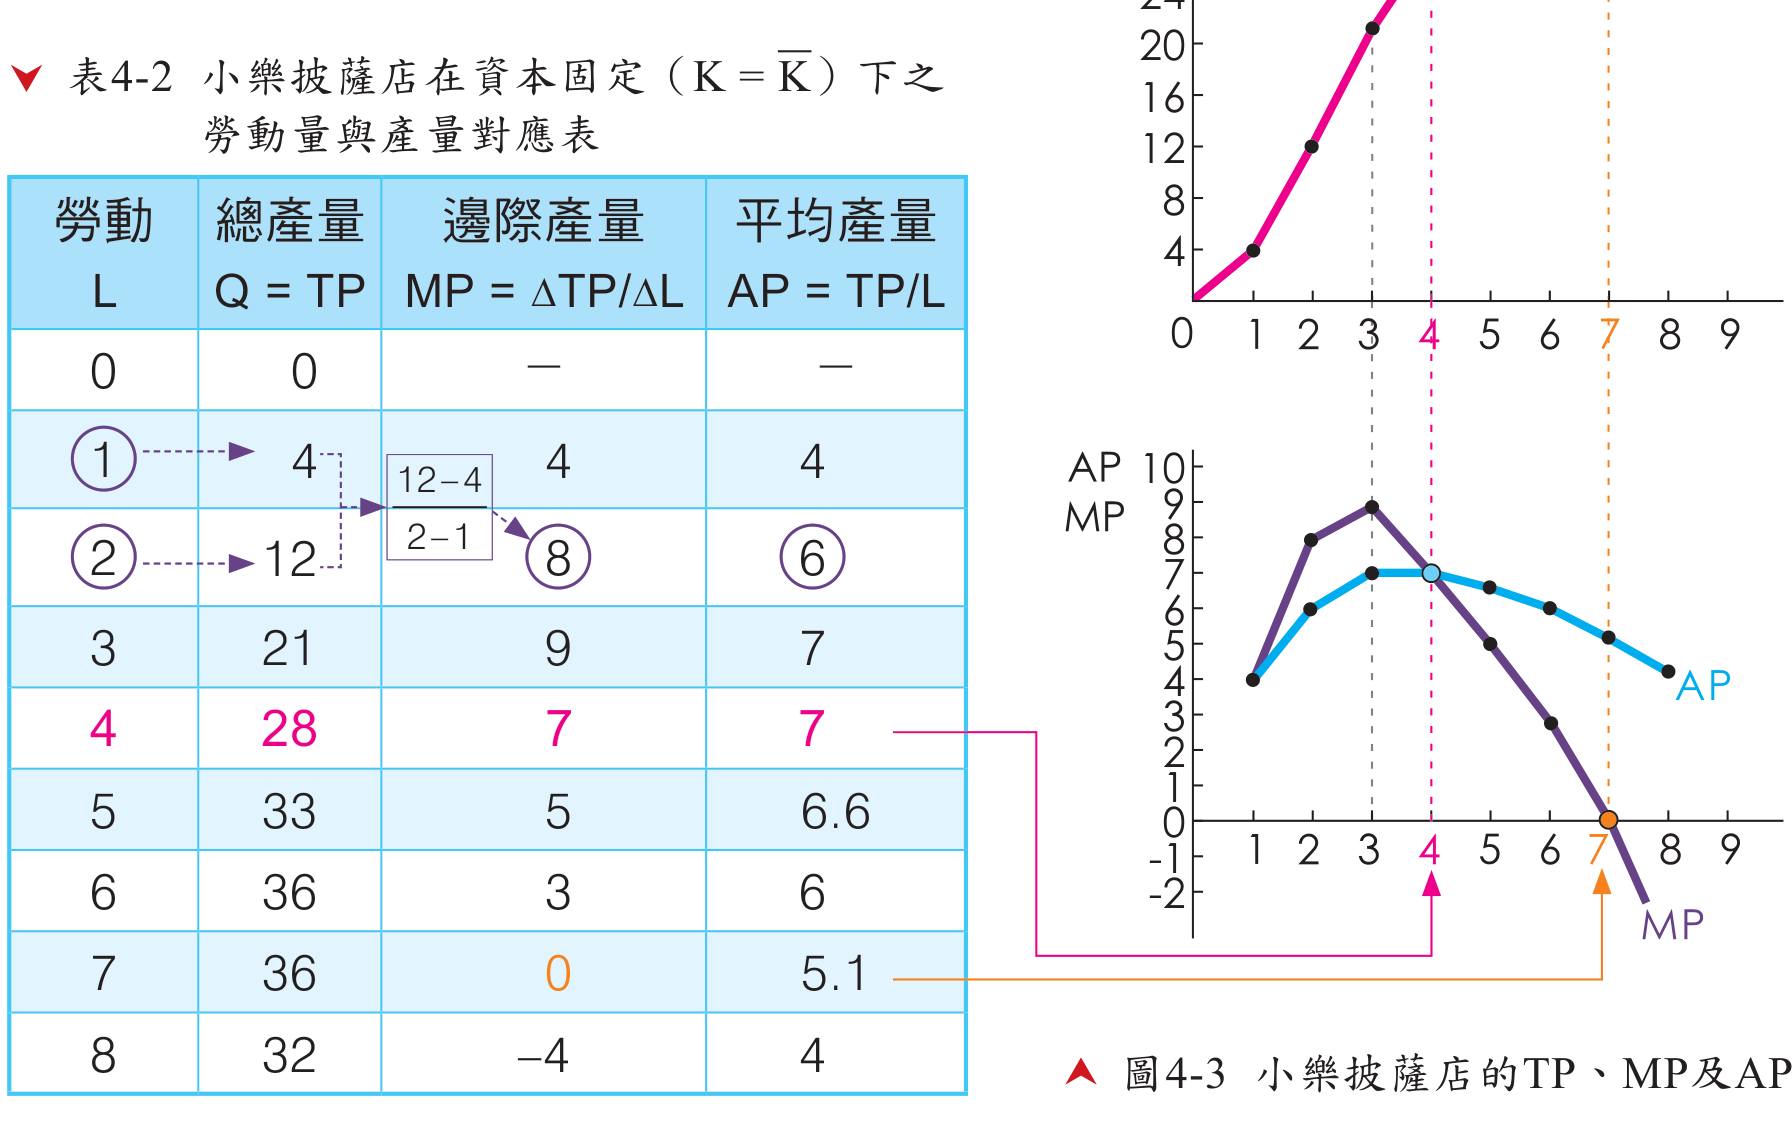 表4-2 小樂披薩店在資本固定（K = K̅）下之
勞動量與產量對應表
勞動 總產量 邊際產量 平均產量
L Q = TP MP = ΔTP/ΔL AP = TP/L
0 0 — —
1 4 4 4
12−4
2−1
2 12 8 6
3 21 9 7
4 28 7 7
5 33 5 6.6
6 36 3 6
7 36 0 5.1
8 32 −4 4
24
20
16
12
8
4
0 1 2 3 4 5 6 7 8 9
AP
MP
10
9
8
7
6
5
4
3
2
1
0
-1
-2
1 2 3 4 5 6 7 8 9
AP
MP
圖4-3 小樂披薩店的TP、MP及AP